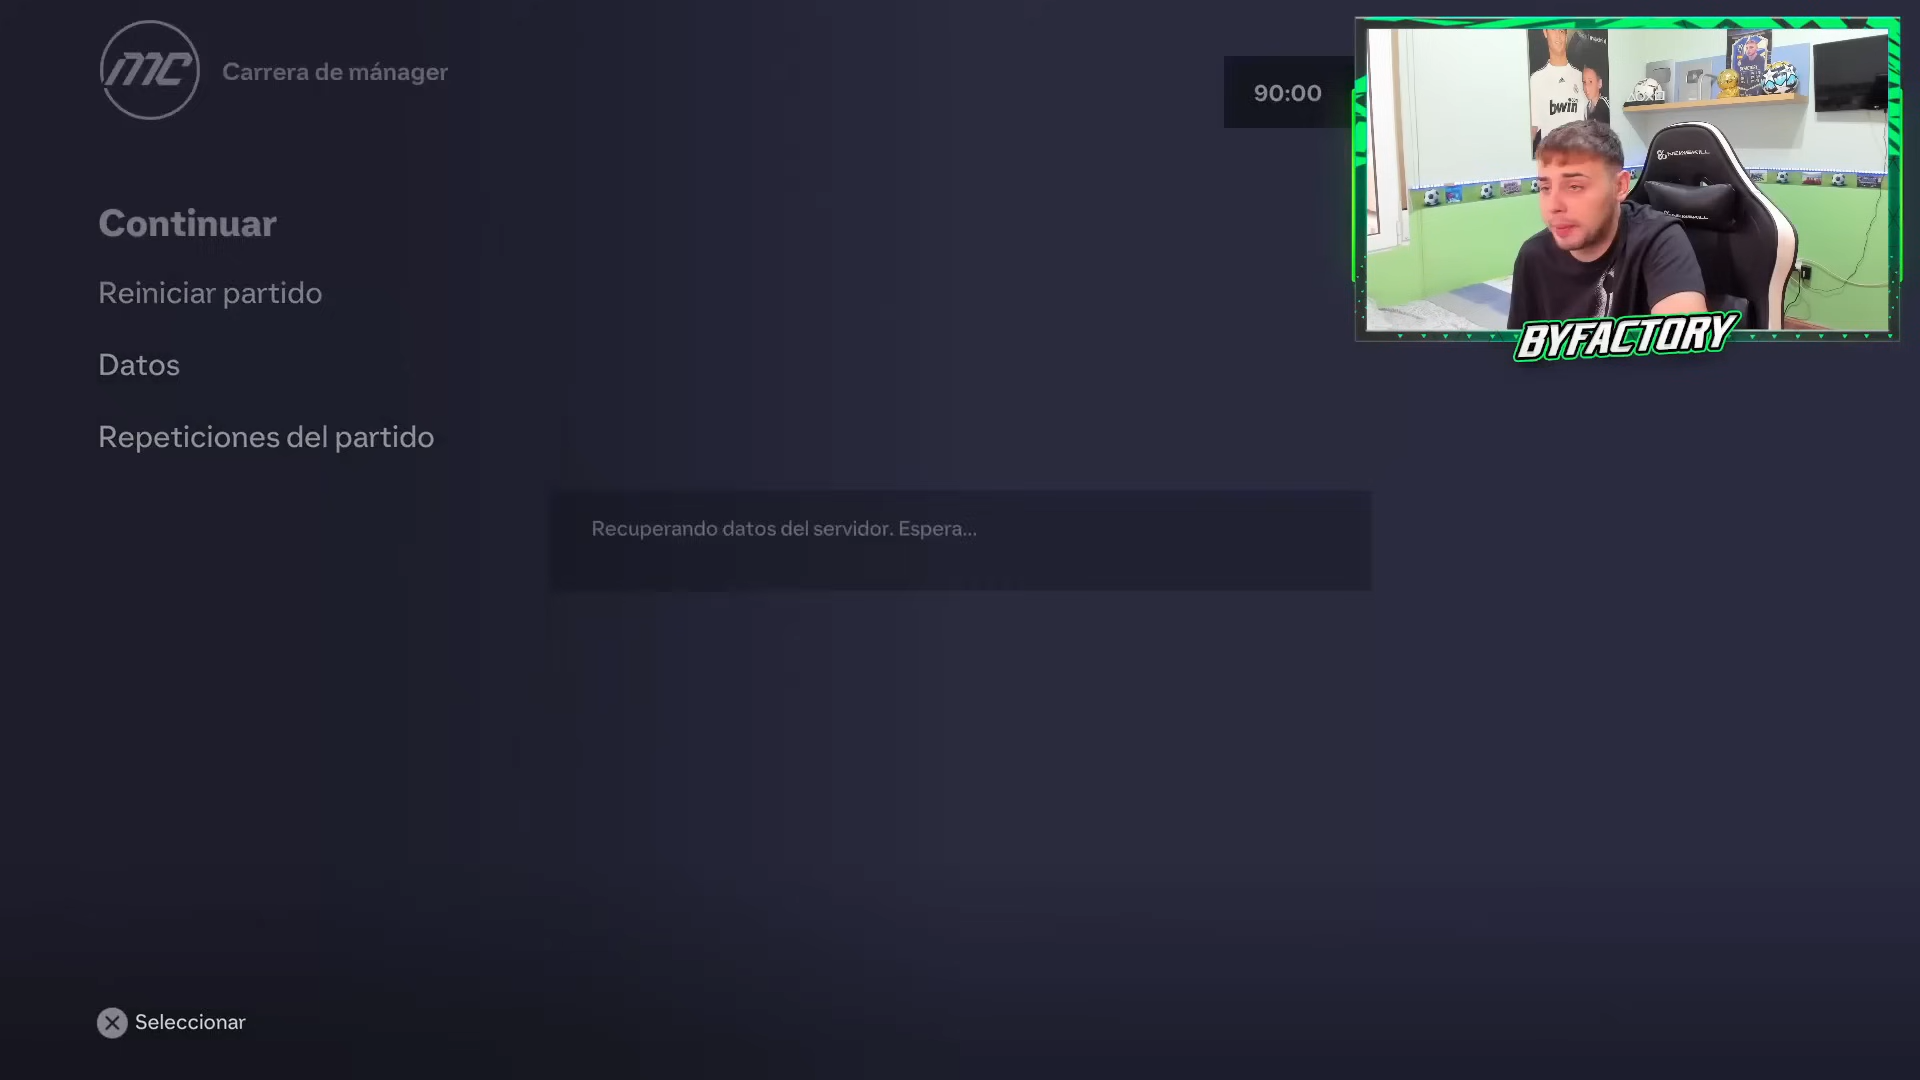 MC
Carrera de mánager
90:00
Continuar
Reiniciar partido
Datos
Repeticiones del partido
Recuperando datos del servidor. Espera...
Seleccionar
bwin
BYFACTORY